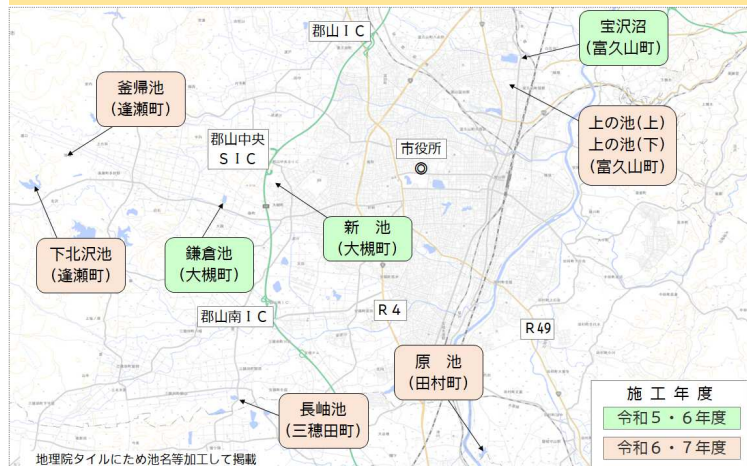 郡山ＩＣ
宝沢沼
(富久山町)
釜帰池
(逢瀬町)
上の池(上)
上の池(下)
(富久山町)
郡山中央
ＳＩＣ
市役所
下北沢池
(逢瀬町)
鎌倉池
(大槻町)
新　池
(大槻町)
郡山南ＩＣ
Ｒ４
Ｒ49
原　池
(田村町)
長岫池
(三穂田町)
施 工 年 度
令和５・６年度
令和６・７年度
地理院タイルにため池名等加工して掲載